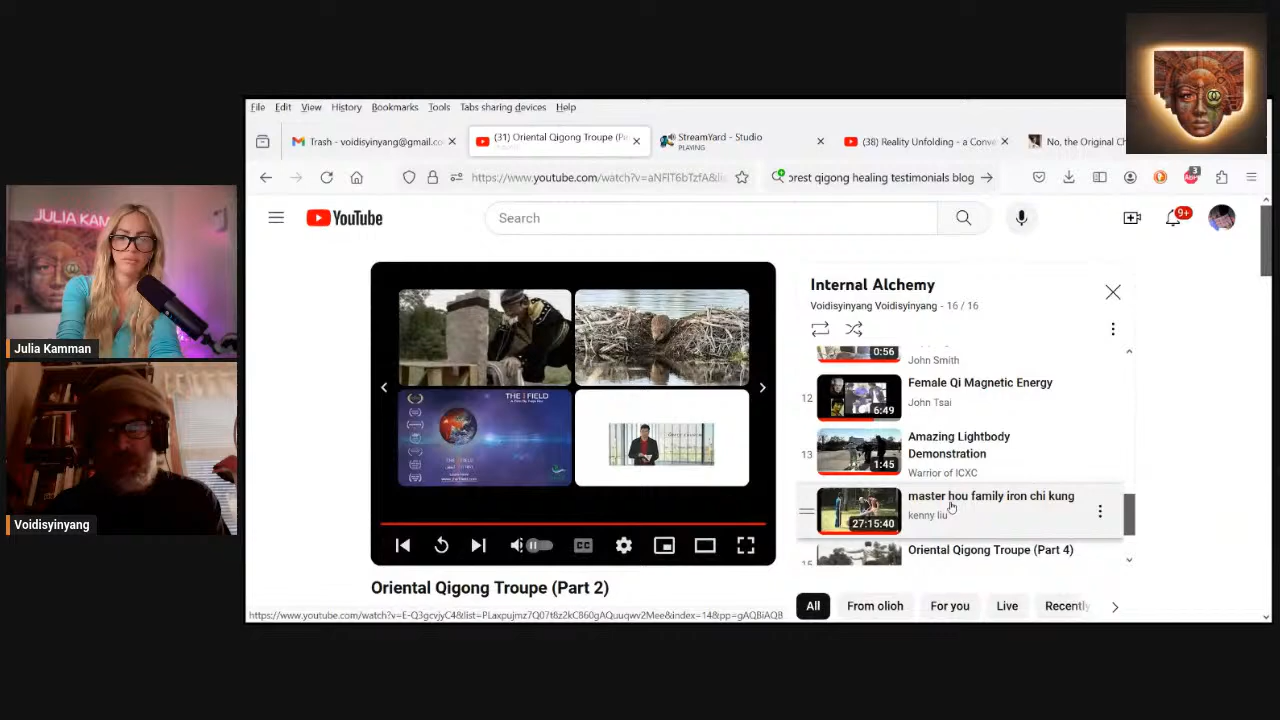 File Edit View History Bookmarks Tools Tabs sharing devices Help
Trash - voidisyinyang@gmail.co
(31) Oriental Qigong Troupe (Pa
StreamYard - Studio
PLAYING
(38) Reality Unfolding - a Conve
No, the Original Ch
https://www.youtube.com/watch?v=aNFlT6bTzfA&li
orest qigong healing testimonials blog
YouTube
Search
9+
JULIA KAM
Julia Kamman
Voidisyinyang
THE FIELD
Internal Alchemy
Voidisyinyang Voidisyinyang - 16 / 16
0:56
John Smith
12
6:49
Female Qi Magnetic Energy
John Tsai
13
1:45
Amazing Lightbody
Demonstration
Warrior of ICXC
27:15:40
master hou family iron chi kung
kenny liu
Oriental Qigong Troupe (Part 4)
CC
Oriental Qigong Troupe (Part 2)
All From olioh For you Live Recently
https://www.youtube.com/watch?v=E-Q3gcvjyC4&list=PLaxpujmz7Q07t8z2kC860gAQuuqwv2Mee&index=14&pp=gAQBiAQB